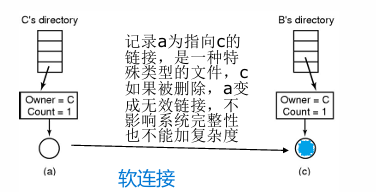 C's directory
B's directory
记录a为指向c的
链接，是一种特
殊类型的文件，c
如果被删除，a变
成无效链接，不
影响系统完整性
也不能加复杂度
Owner = C
Count = 1
Owner = C
Count = 1
(a)
(c)
软连接